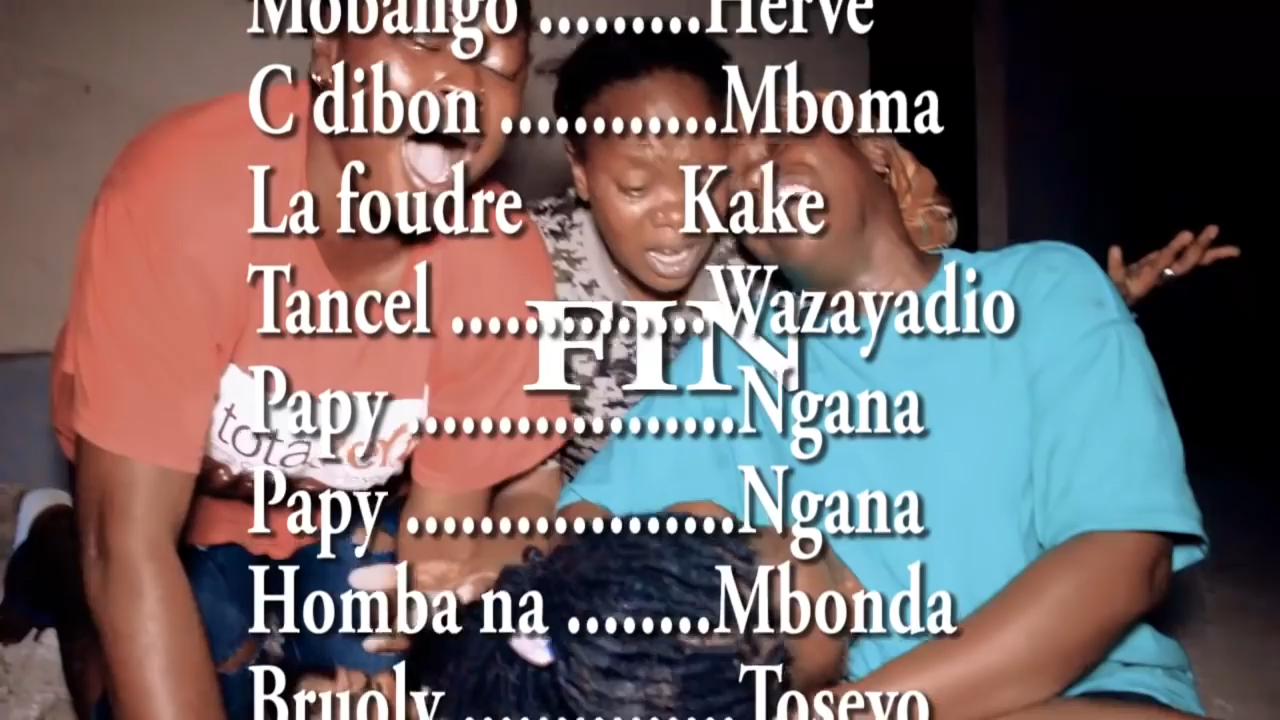 Mobango .........Herve
C dibon ............Mboma
La foudre Kake
Tancel ..............Wazayadio
FIN
Papy ..................Ngana
tota
Papy ..................Ngana
Homba na ........Mbonda
Bruoly ...............Toseyo